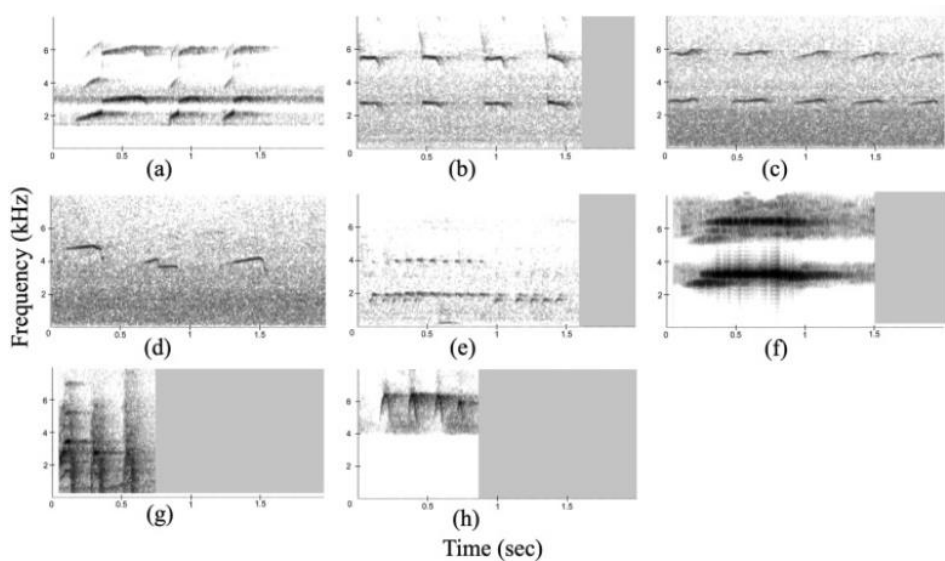 6 6 6
4 4 4
2 2 2
0 0.5 1 1.5 0 0.5 1 1.5 0 0.5 1 1.5
(a) (b) (c)
Frequency (kHz)
6 6 6
4 4 4
2 2 2
0 0.5 1 1.5 0 0.5 1 1.5 0 0.5 1 1.5
(d) (e) (f)
6 6
4 4
2 2
0 0.5 1 1.5 0 0.5 1 1.5
(g) (h)
Time (sec)